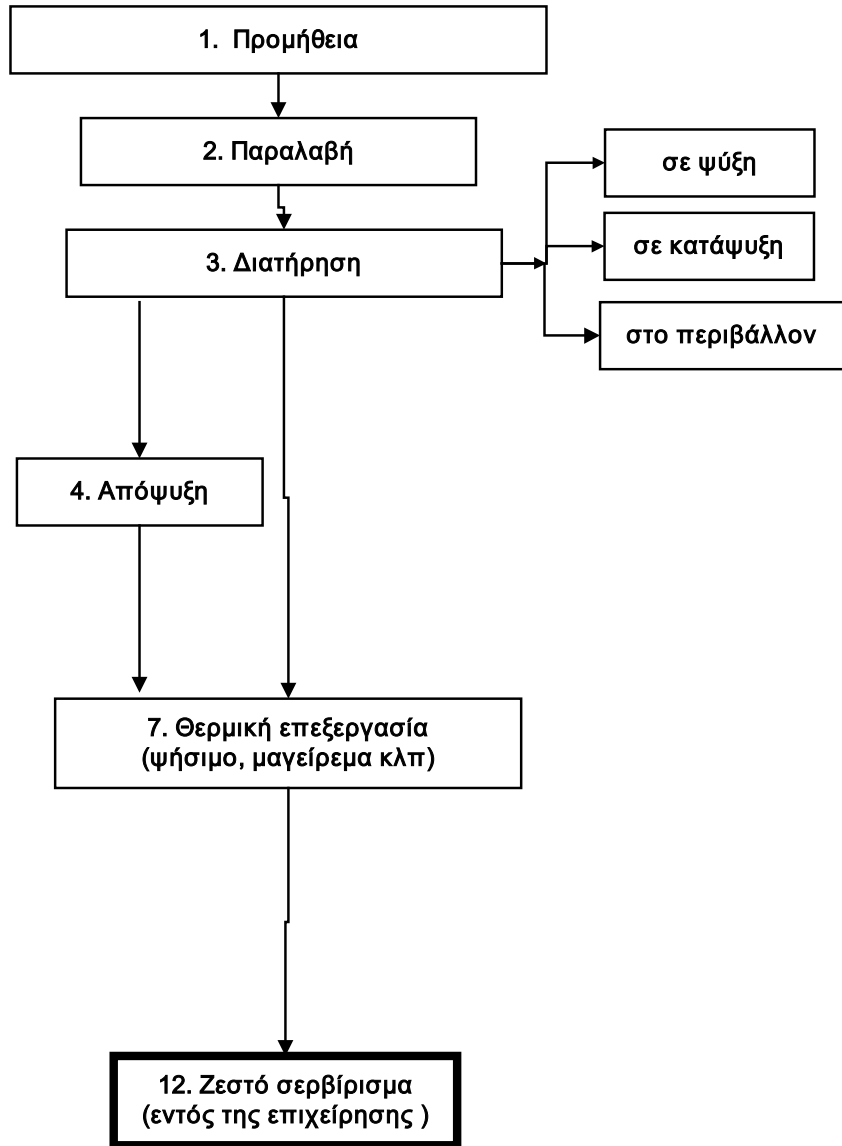 1. Προμήθεια
2. Παραλαβή
σε ψύξη
σε κατάψυξη
3. Διατήρηση
στο περιβάλλον
4. Απόψυξη
7. Θερμική επεξεργασία
(ψήσιμο, μαγείρεμα κλπ)
12. Ζεστό σερβίρισμα
(εντός της επιχείρησης )